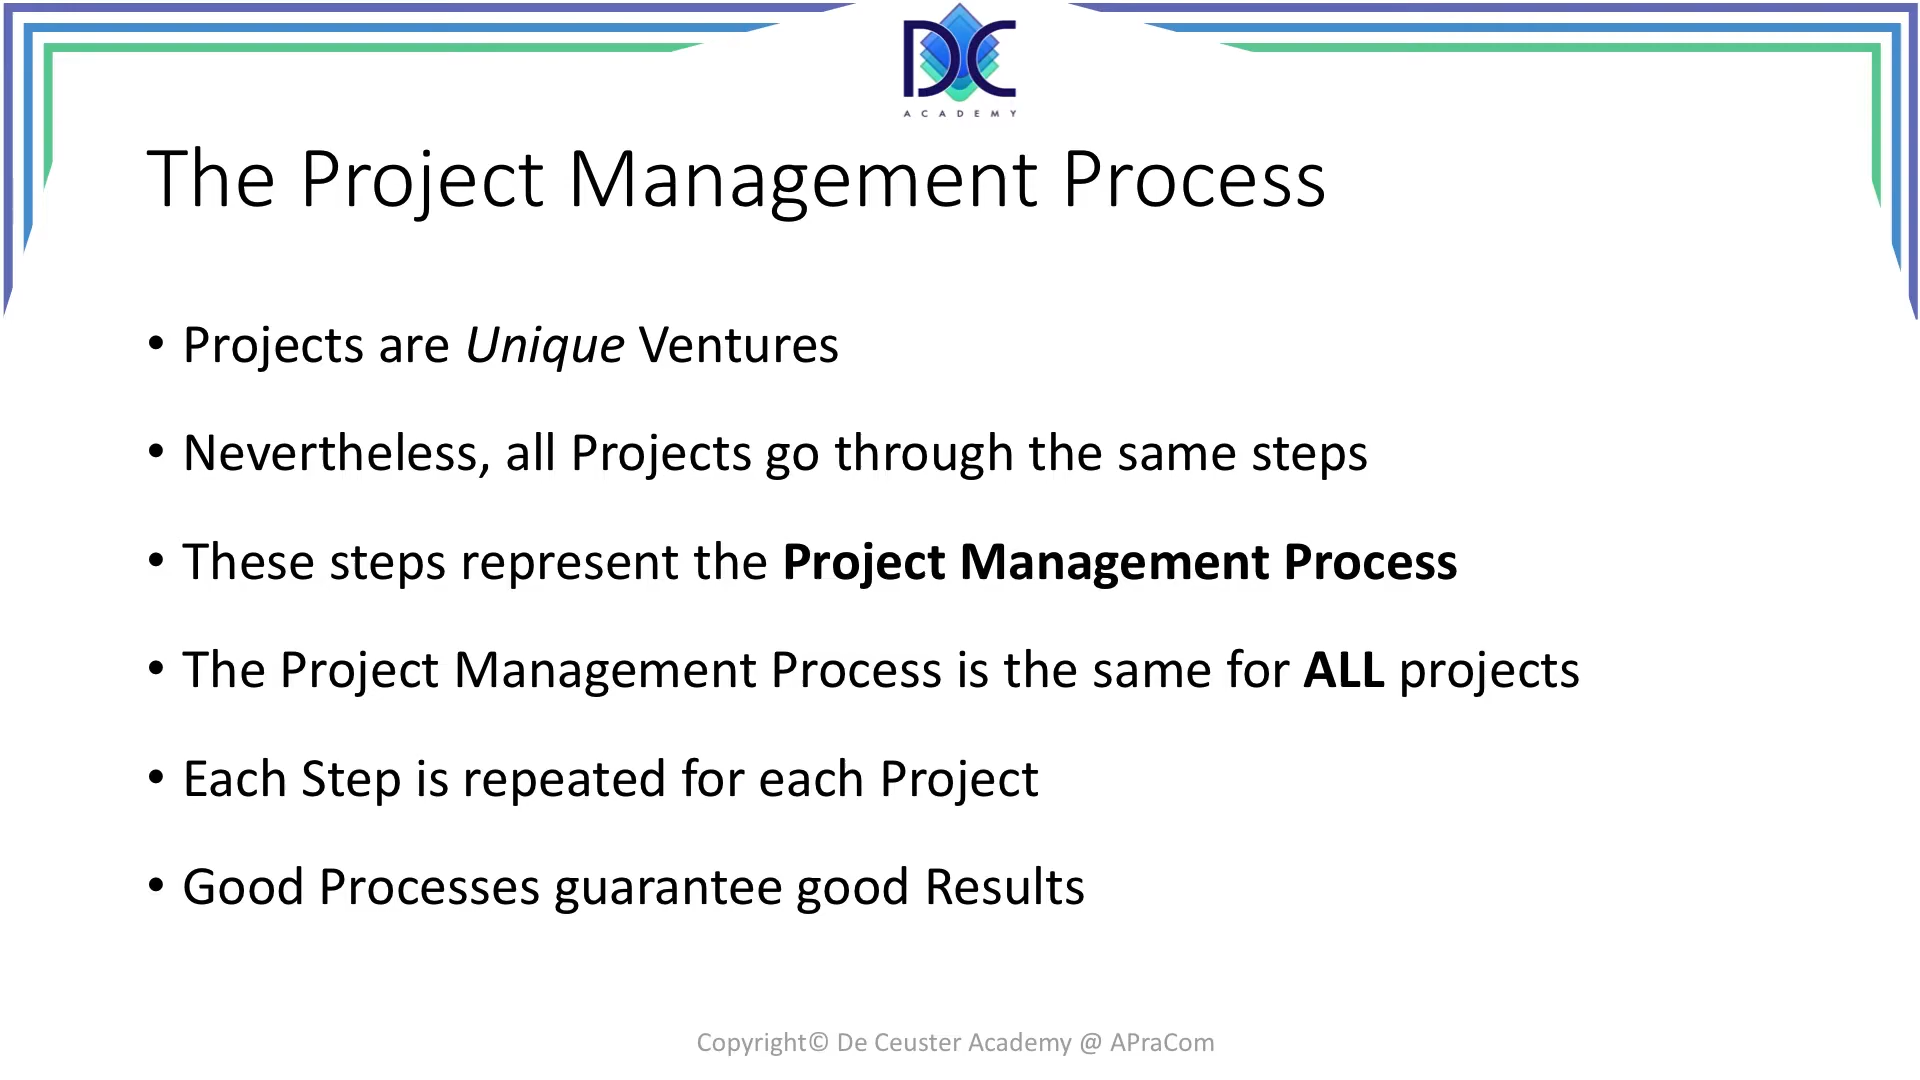 DC
ACADEMY
The Project Management Process
• Projects are Unique Ventures
• Nevertheless, all Projects go through the same steps
• These steps represent the Project Management Process
• The Project Management Process is the same for ALL projects
• Each Step is repeated for each Project
• Good Processes guarantee good Results
Copyright© De Ceuster Academy @ APraCom